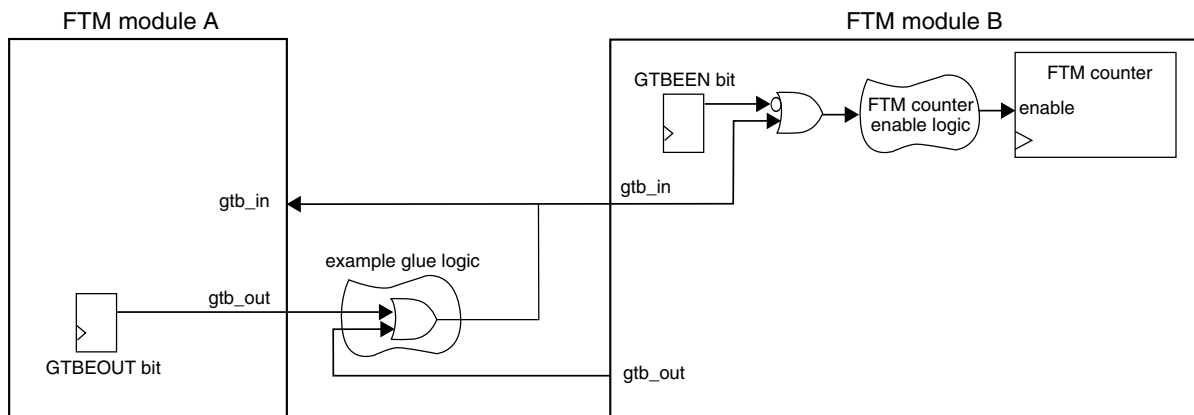 FTM module A
FTM module B
GTBEEN bit
FTM counter
enable logic
FTM counter
enable
gtb_in
gtb_in
example glue logic
gtb_out
GTBEOUT bit
gtb_out